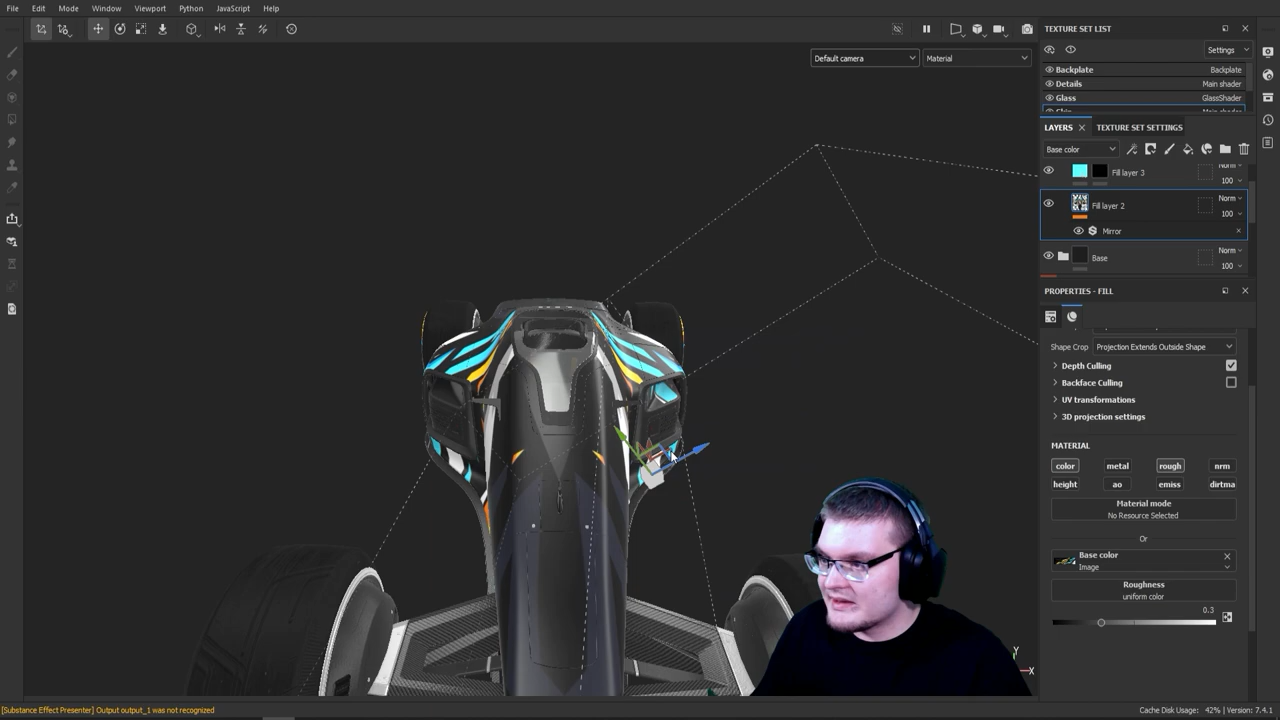 File Edit Mode Window Viewport Python JavaScript Help
Default camera
Material
TEXTURE SET LIST
Settings
Backplate Backplate
Details Main shader
Glass GlassShader
LAYERS TEXTURE SET SETTINGS
Base color
Fill layer 3 Norm
100
Fill layer 2 Norm
100
Mirror
Base Norm
100
PROPERTIES - FILL
Shape Crop Projection Extends Outside Shape
Depth Culling
Backface Culling
UV transformations
3D projection settings
MATERIAL
color metal rough nrm
height ao emiss dirtma
Material mode
No Resource Selected
Or
Base color
Image
Roughness
uniform color
0.3
Y
X
[Substance Effect Presenter] Output output_1 was not recognized
Cache Disk Usage: 42% | Version: 7.4.1